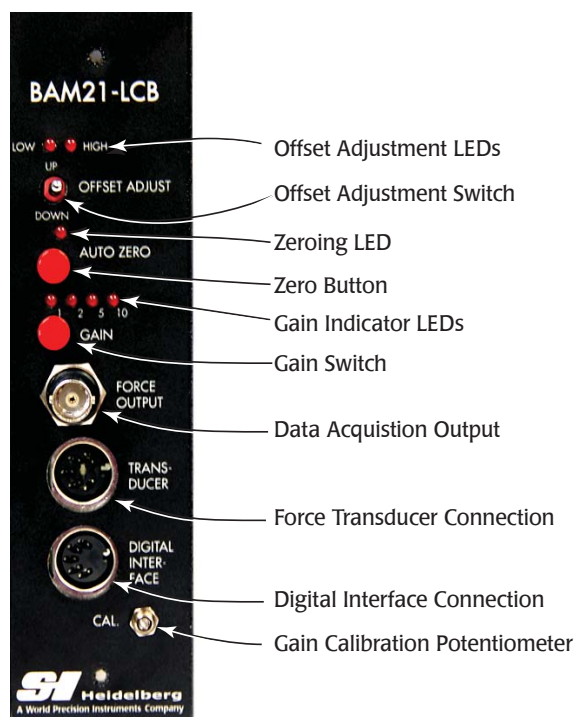 BAM21-LCB
LOW HIGH
Offset Adjustment LEDs
UP
OFFSET ADJUST
Offset Adjustment Switch
DOWN
Zeroing LED
AUTO ZERO
Zero Button
1 2 5 10
Gain Indicator LEDs
GAIN
Gain Switch
FORCE
OUTPUT
Data Acquistion Output
TRANS-
DUCER
Force Transducer Connection
DIGITAL
INTER-
FACE
Digital Interface Connection
CAL.
Gain Calibration Potentiometer
SI Heidelberg
A World Precision Instruments Company